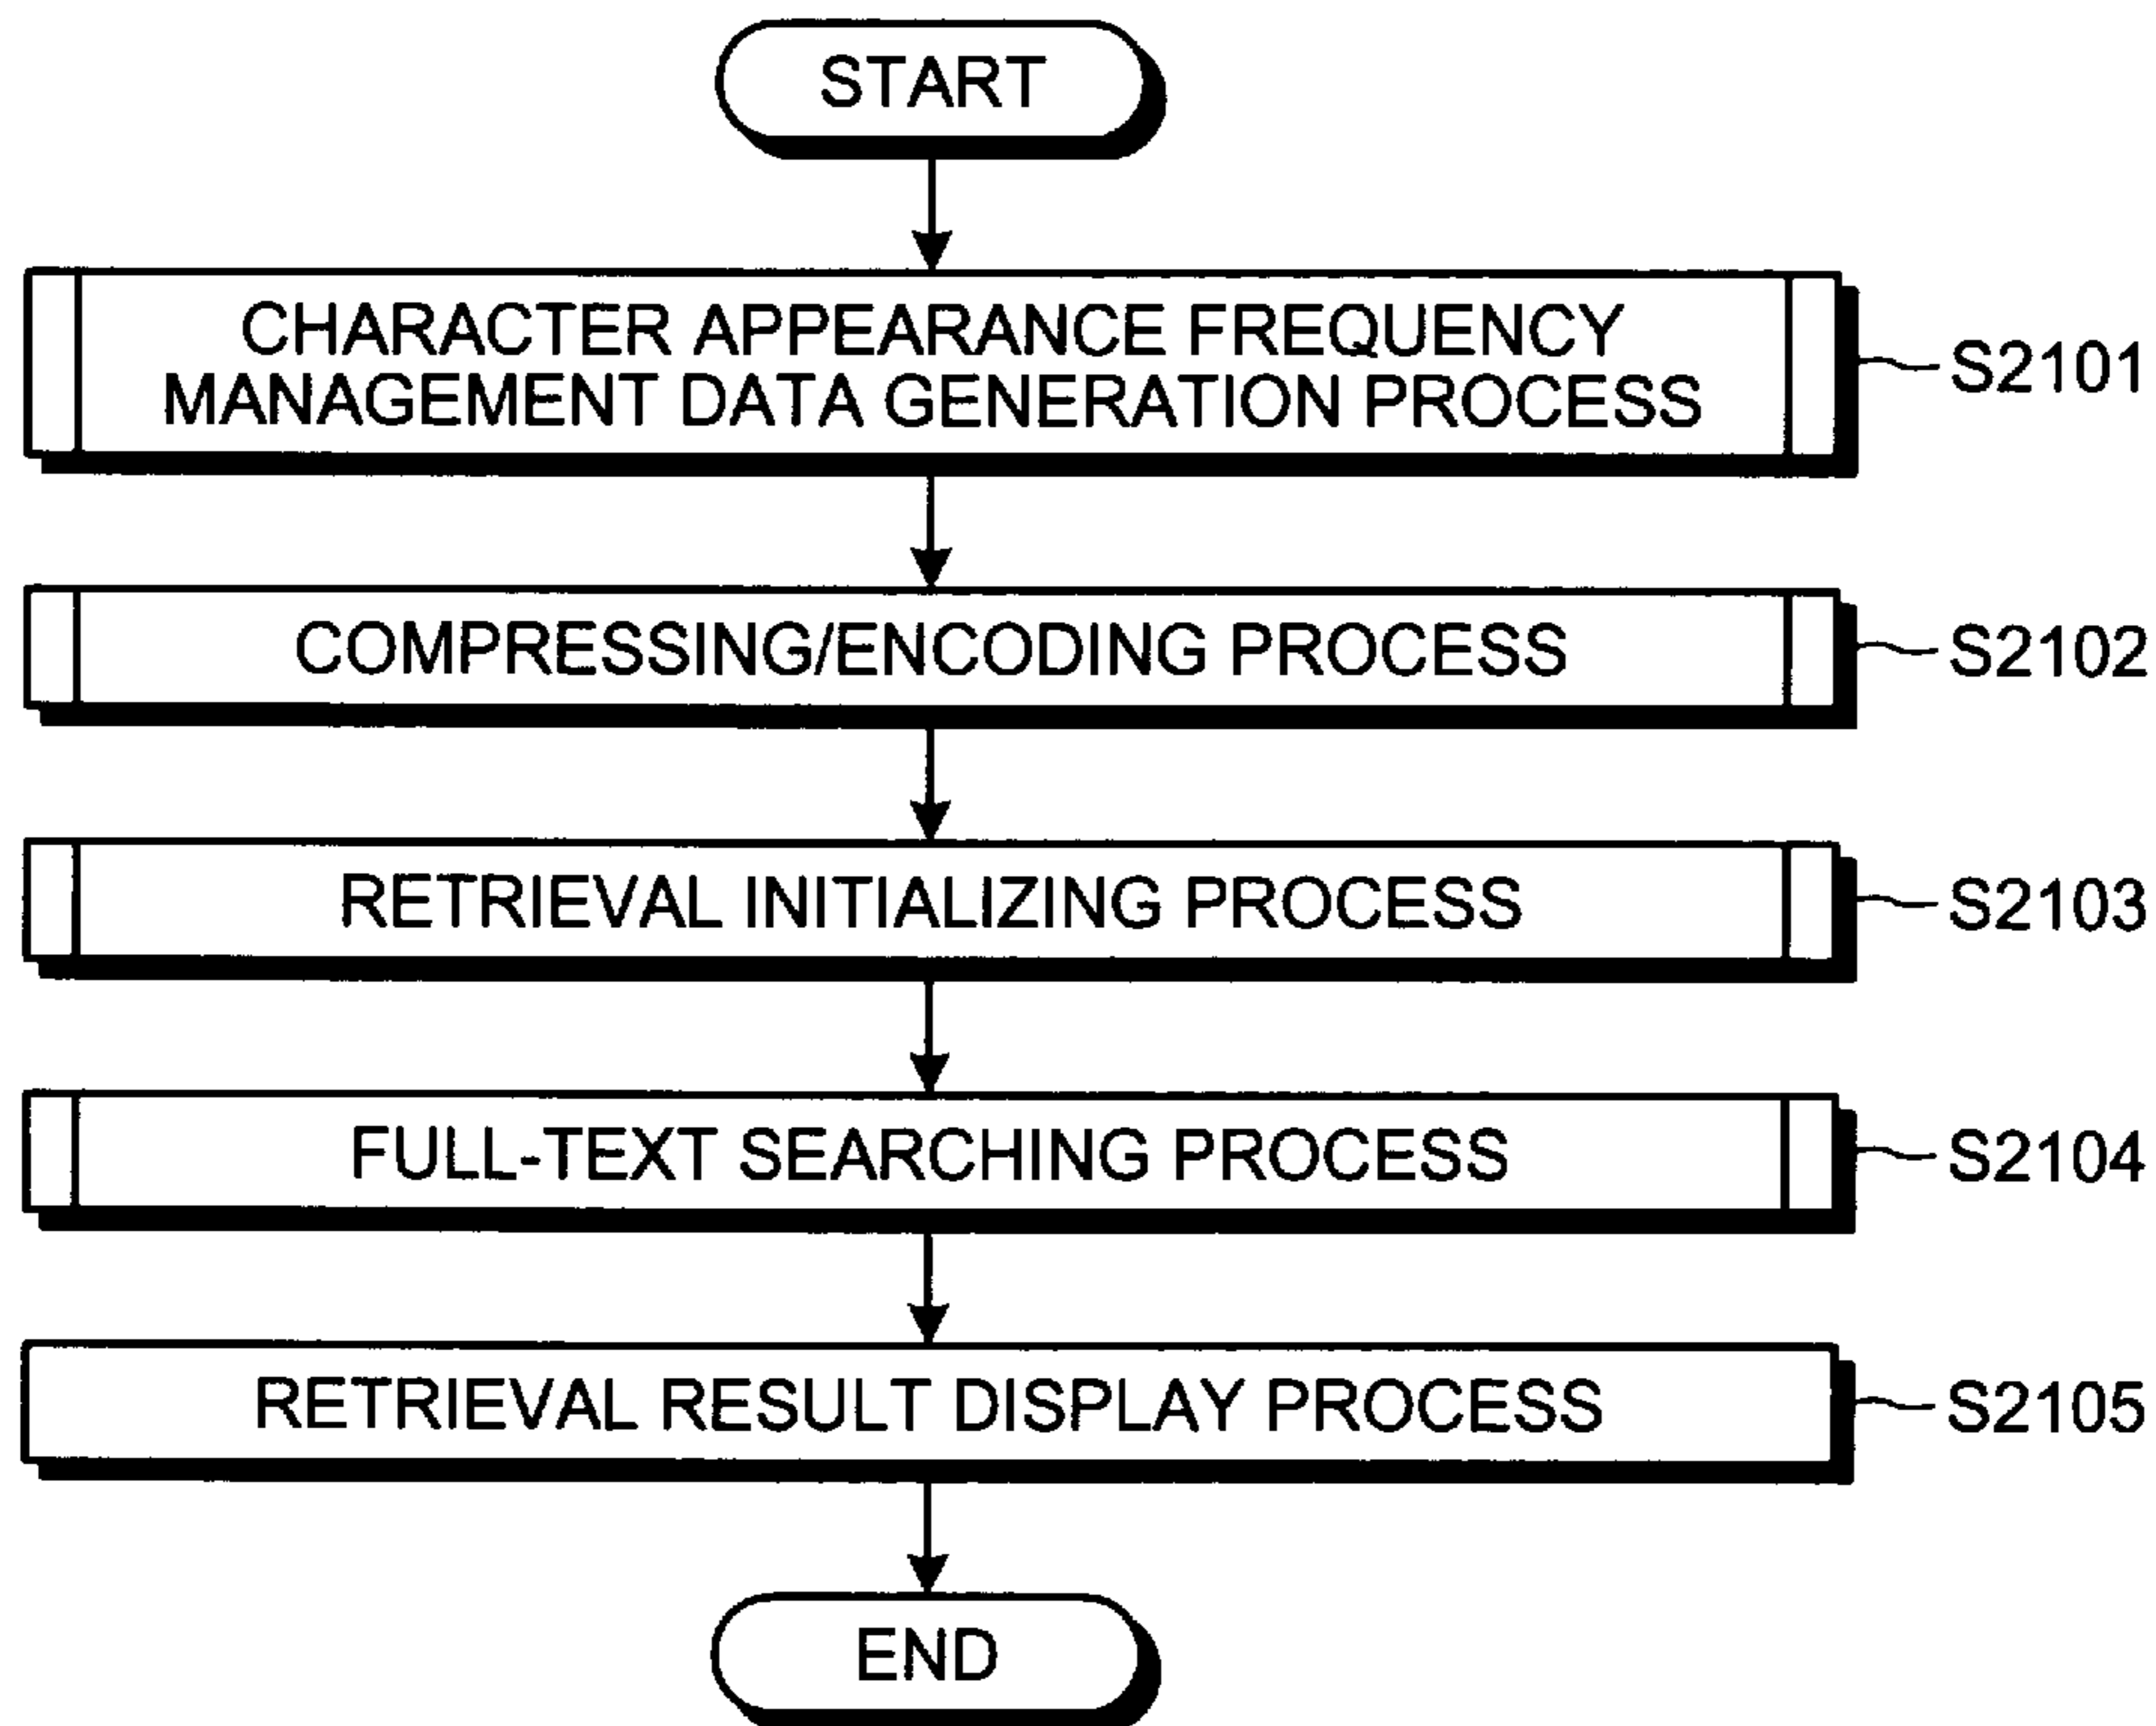 START
CHARACTER APPEARANCE FREQUENCY
MANAGEMENT DATA GENERATION PROCESS
S2101
COMPRESSING/ENCODING PROCESS
S2102
RETRIEVAL INITIALIZING PROCESS
S2103
FULL-TEXT SEARCHING PROCESS
S2104
RETRIEVAL RESULT DISPLAY PROCESS
S2105
END